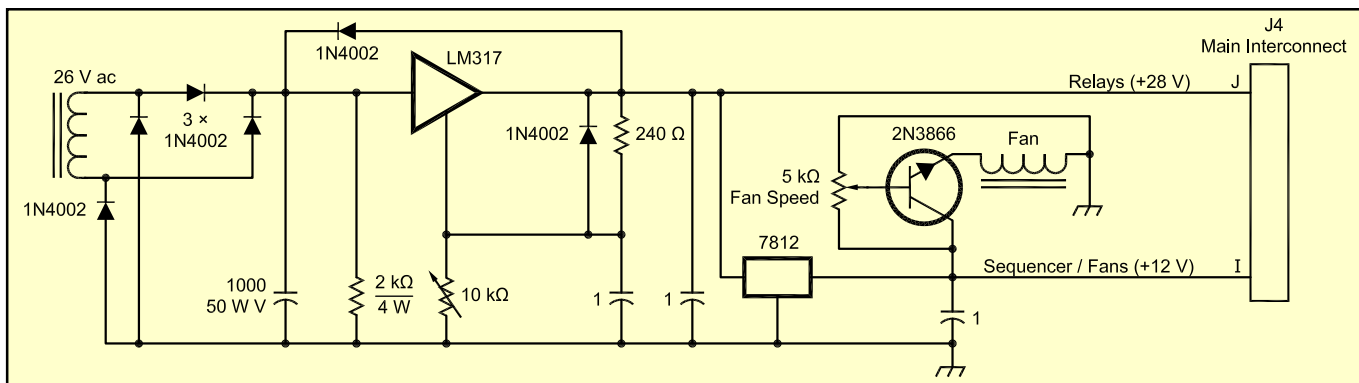 J4
Main Interconnect
1N4002
LM317
26 V ac
Relays (+28 V)
J
3 ×
1N4002
1N4002
240 Ω
2N3866
Fan
5 kΩ
Fan Speed
1N4002
7812
Sequencer / Fans (+12 V)
I
1000
50 W V
2 kΩ
4 W
10 kΩ
1
1
1